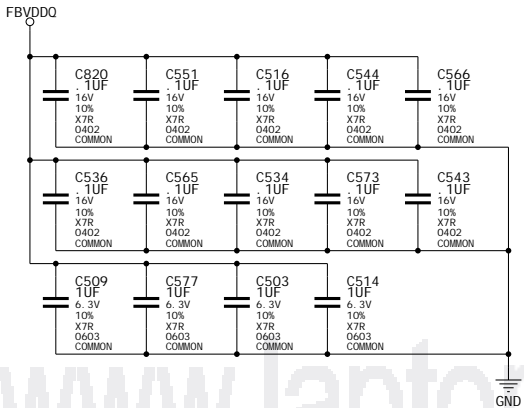 FBVDDQ
C820
.1UF
16V
10%
X7R
0402
COMMON
C551
.1UF
16V
10%
X7R
0402
COMMON
C516
.1UF
16V
10%
X7R
0402
COMMON
C544
.1UF
16V
10%
X7R
0402
COMMON
C566
.1UF
16V
10%
X7R
0402
COMMON
C536
.1UF
16V
10%
X7R
0402
COMMON
C565
.1UF
16V
10%
X7R
0402
COMMON
C534
.1UF
16V
10%
X7R
0402
COMMON
C573
.1UF
16V
10%
X7R
0402
COMMON
C543
.1UF
16V
10%
X7R
0402
COMMON
C509
1UF
6.3V
10%
X7R
0603
COMMON
C577
1UF
6.3V
10%
X7R
0603
COMMON
C503
1UF
6.3V
10%
X7R
0603
COMMON
C514
1UF
6.3V
10%
X7R
0603
COMMON
GND